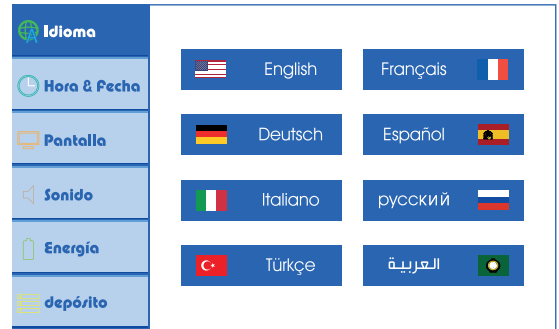 Idioma
Hora & Fecha
Pantalla
Sonido
Energía
depósito
English
Français
Deutsch
Español
Italiano
русский
Türkçe
العربية